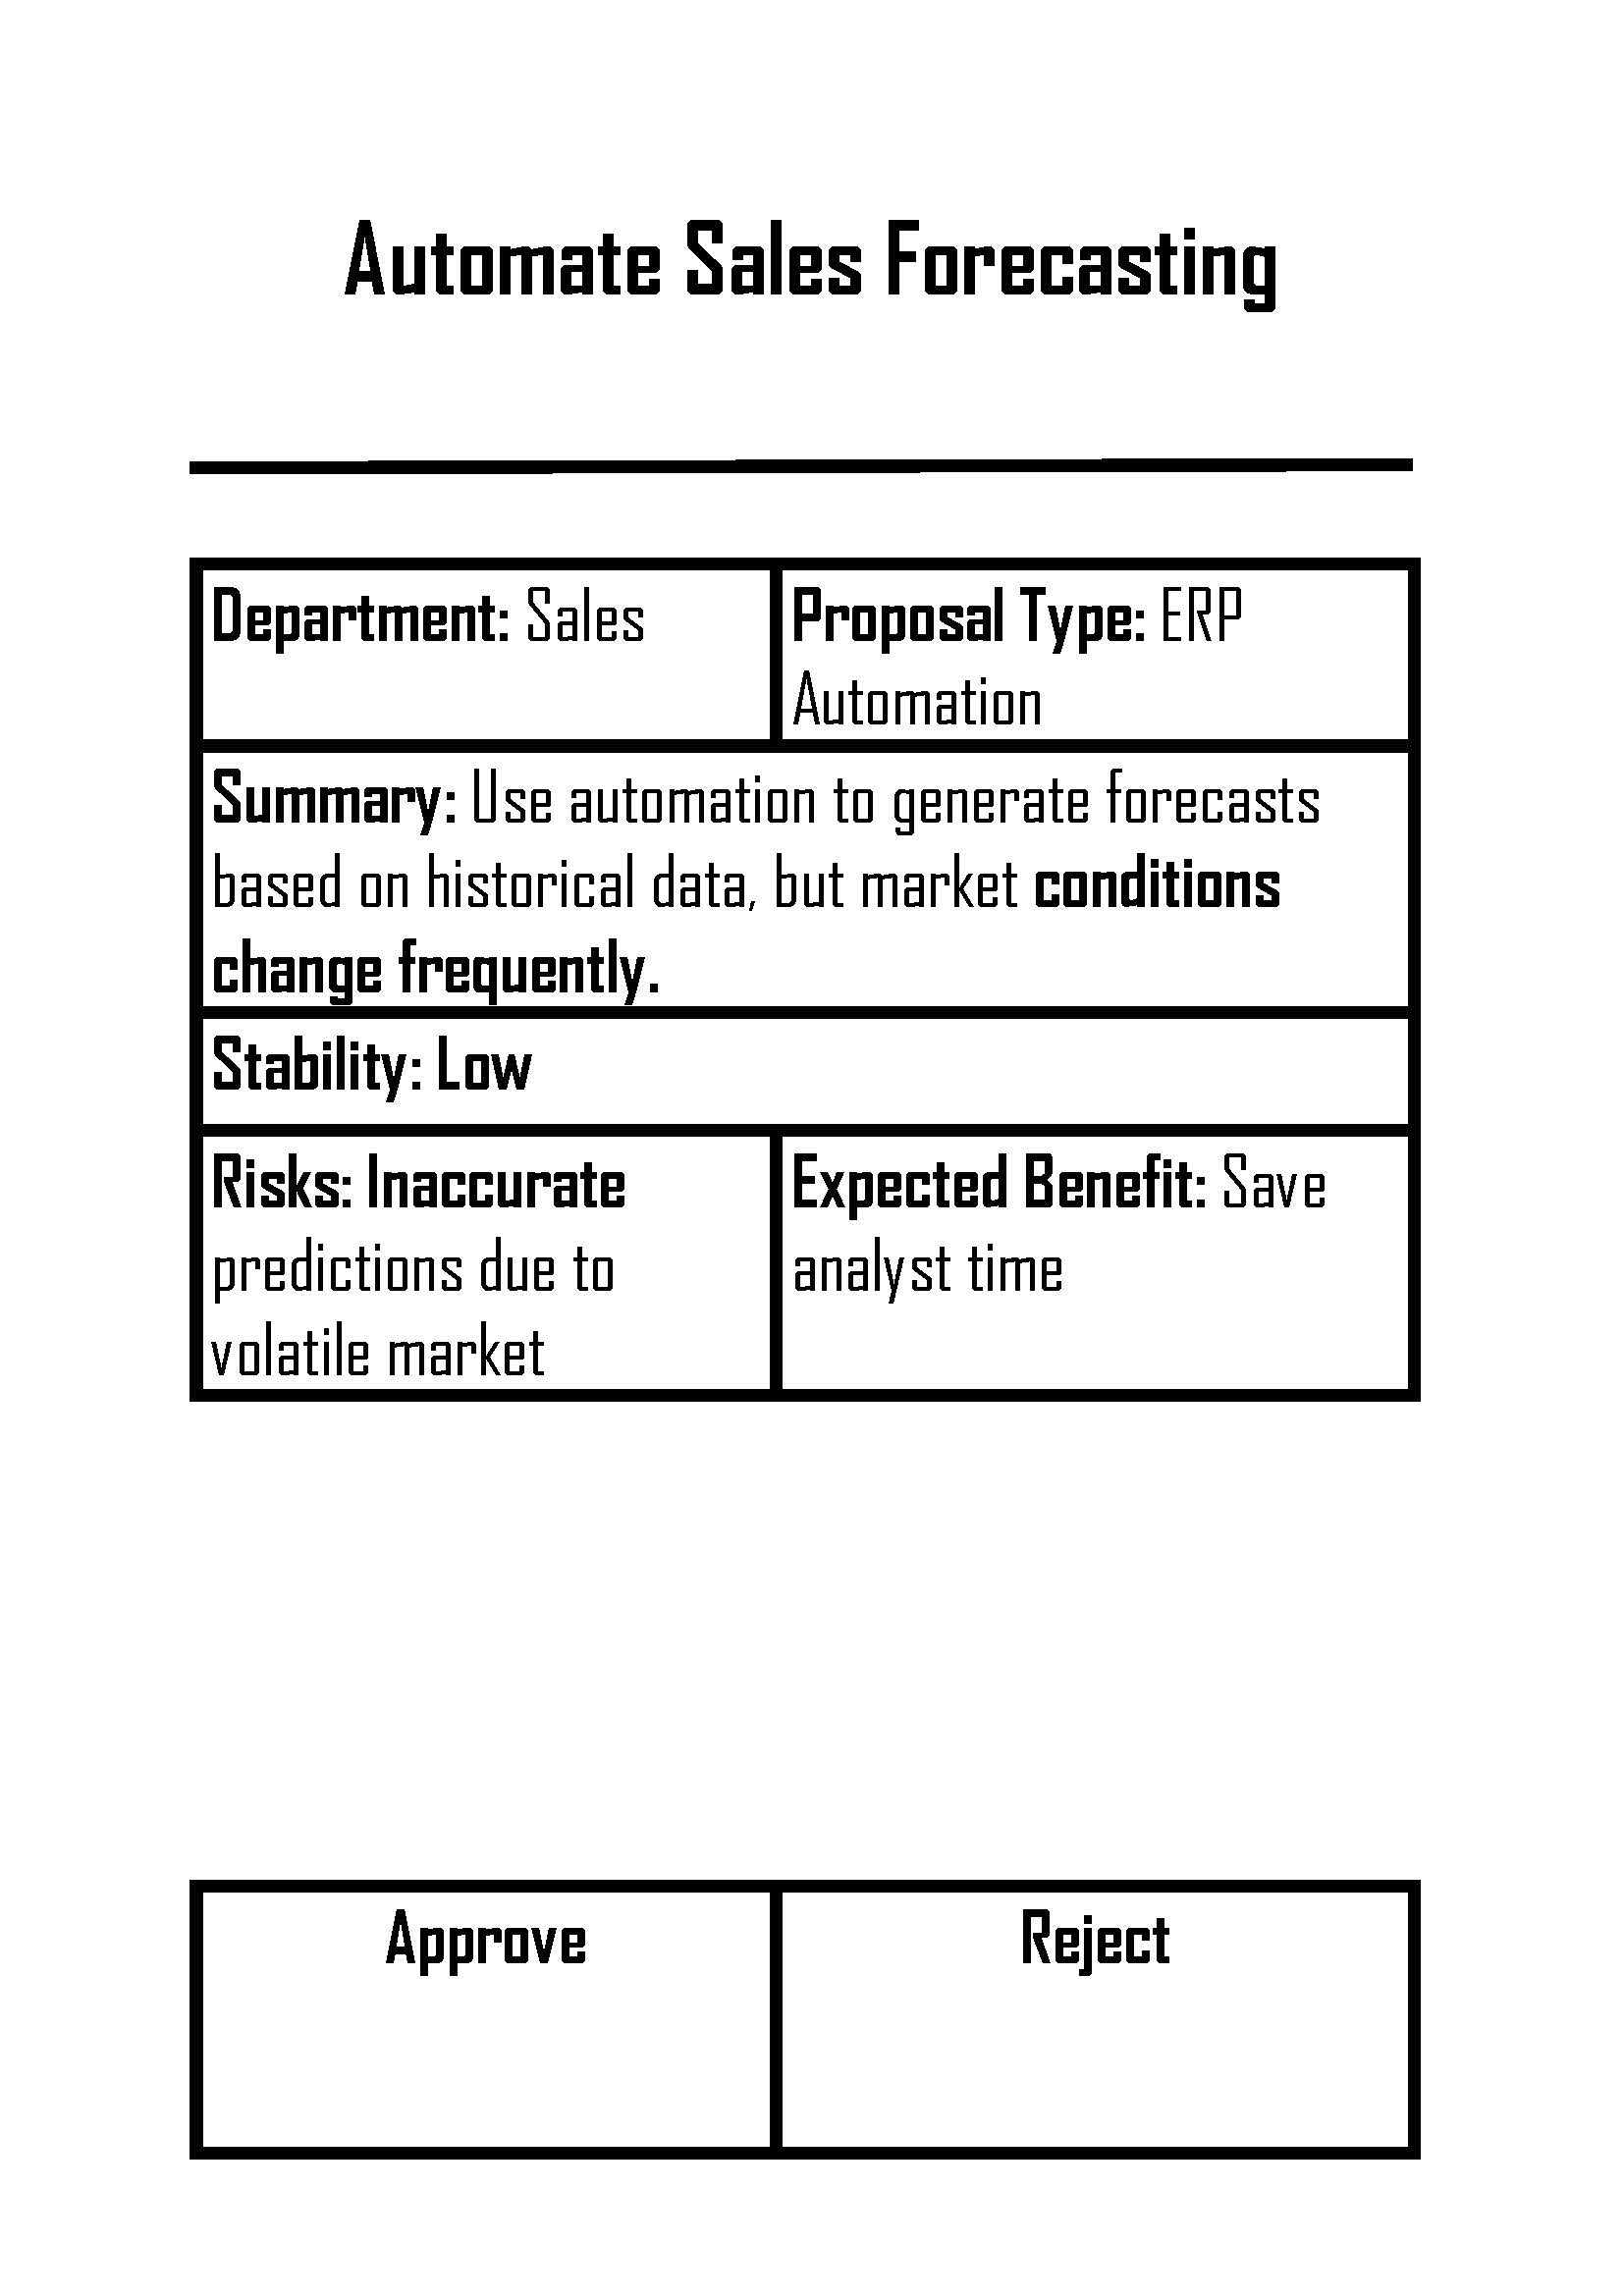 Automate Sales Forecasting
Department: Sales
Proposal Type: ERP
Automation
Summary: Use automation to generate forecasts
based on historical data, but market conditions
change frequently.
Stability: Low
Risks: Inaccurate
predictions due to
volatile market
Expected Benefit: Save
analyst time
Approve
Reject